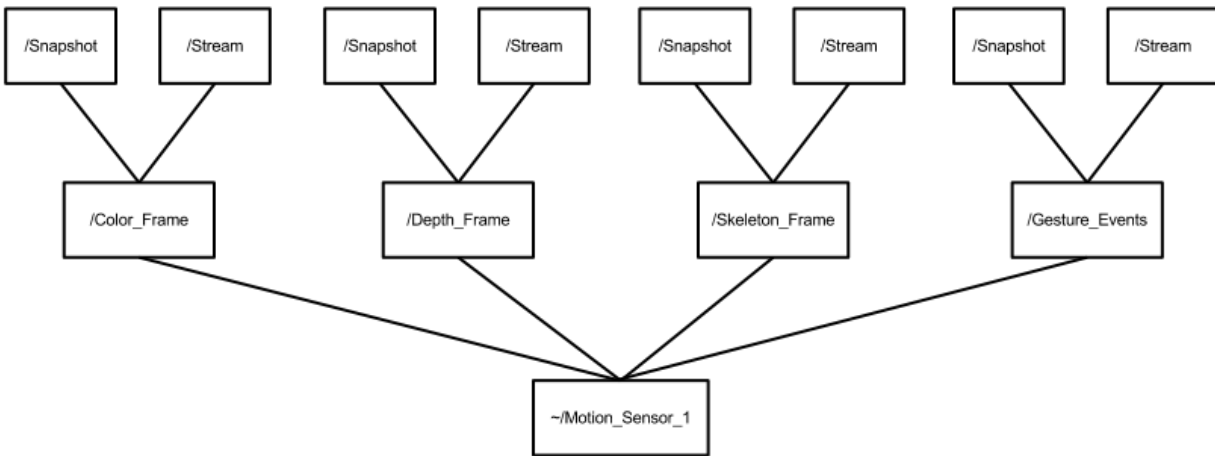 /Snapshot
/Stream
/Snapshot
/Stream
/Snapshot
/Stream
/Snapshot
/Stream
/Color_Frame
/Depth_Frame
/Skeleton_Frame
/Gesture_Events
~/Motion_Sensor_1